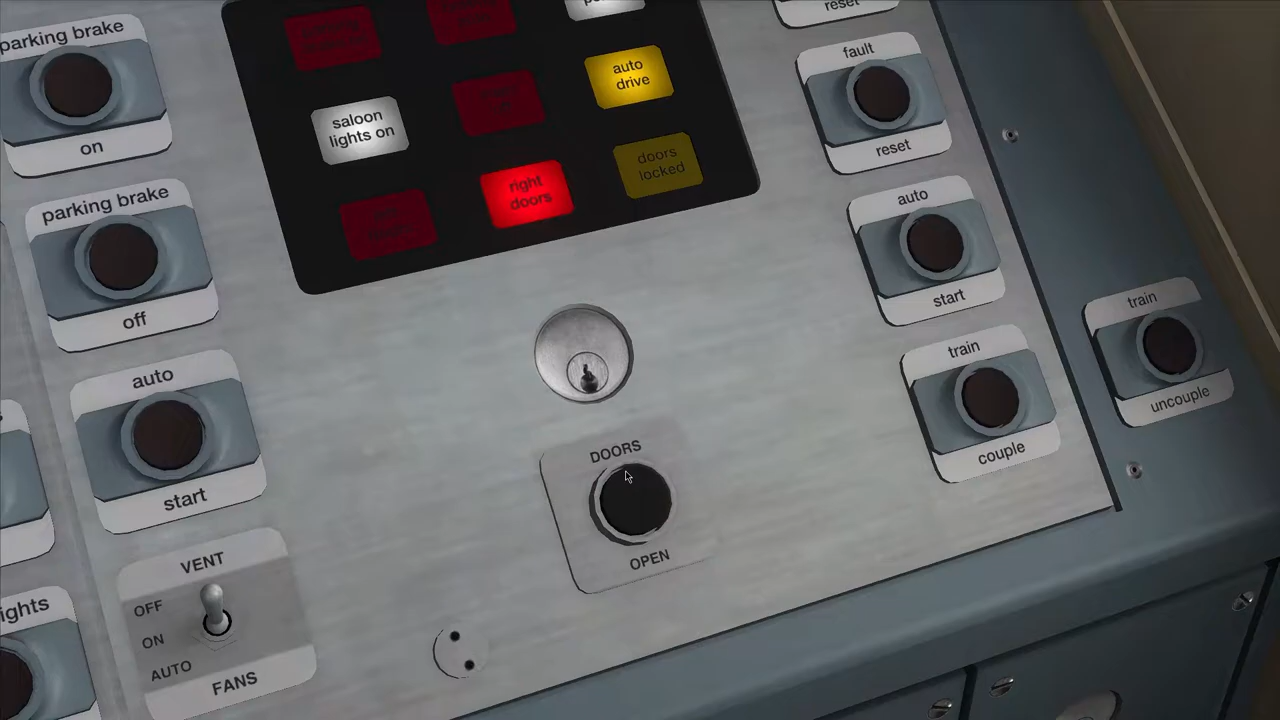 parking brake
on
parking brake
off
auto
start
VENT
OFF
ON
AUTO
FANS
ights
saloon
lights on
right
doors
auto
drive
doors
locked
DOORS
OPEN
reset
fault
reset
auto
start
train
couple
train
uncouple